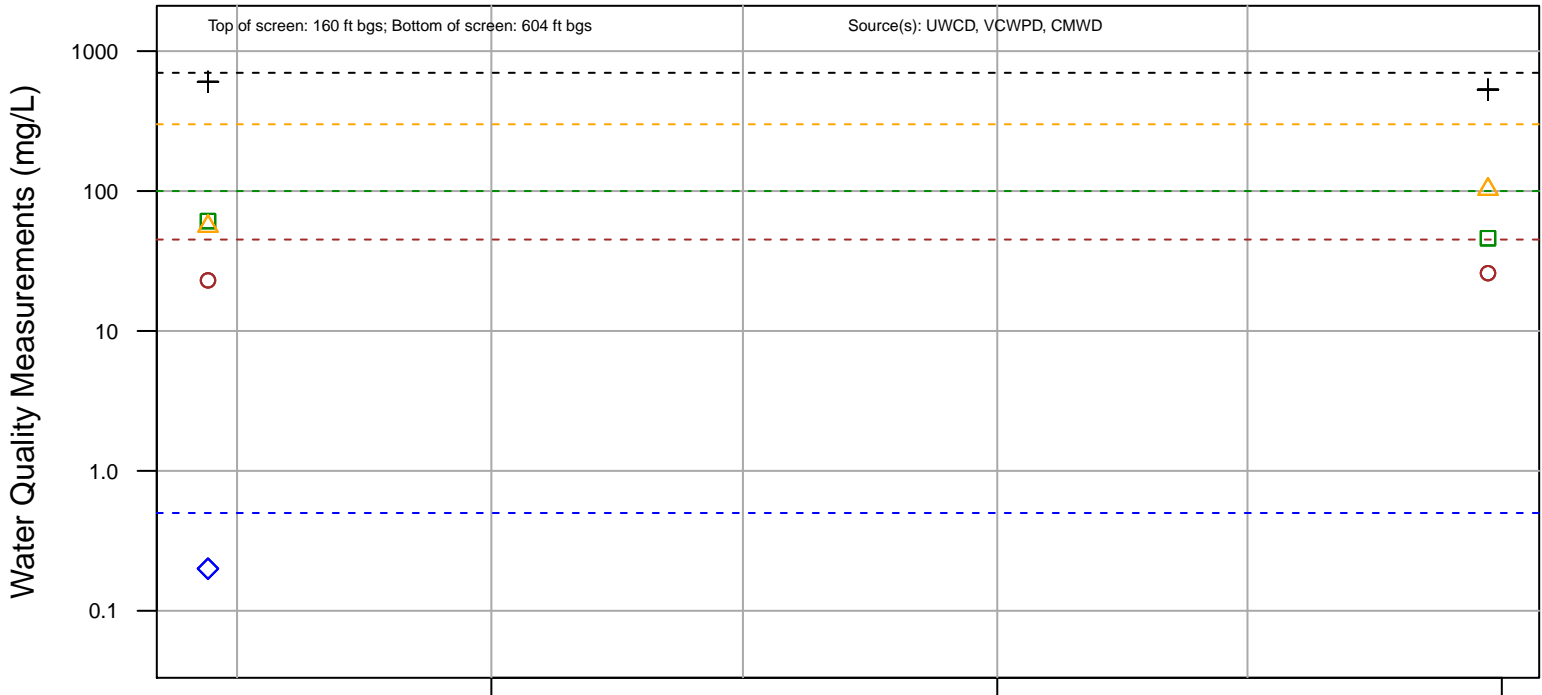 Top of screen: 160 ft bgs; Bottom of screen: 604 ft bgs
Source(s): UWCD, VCWPD, CMWD
Water Quality Measurements (mg/L)
1000
100
10
1.0
0.1